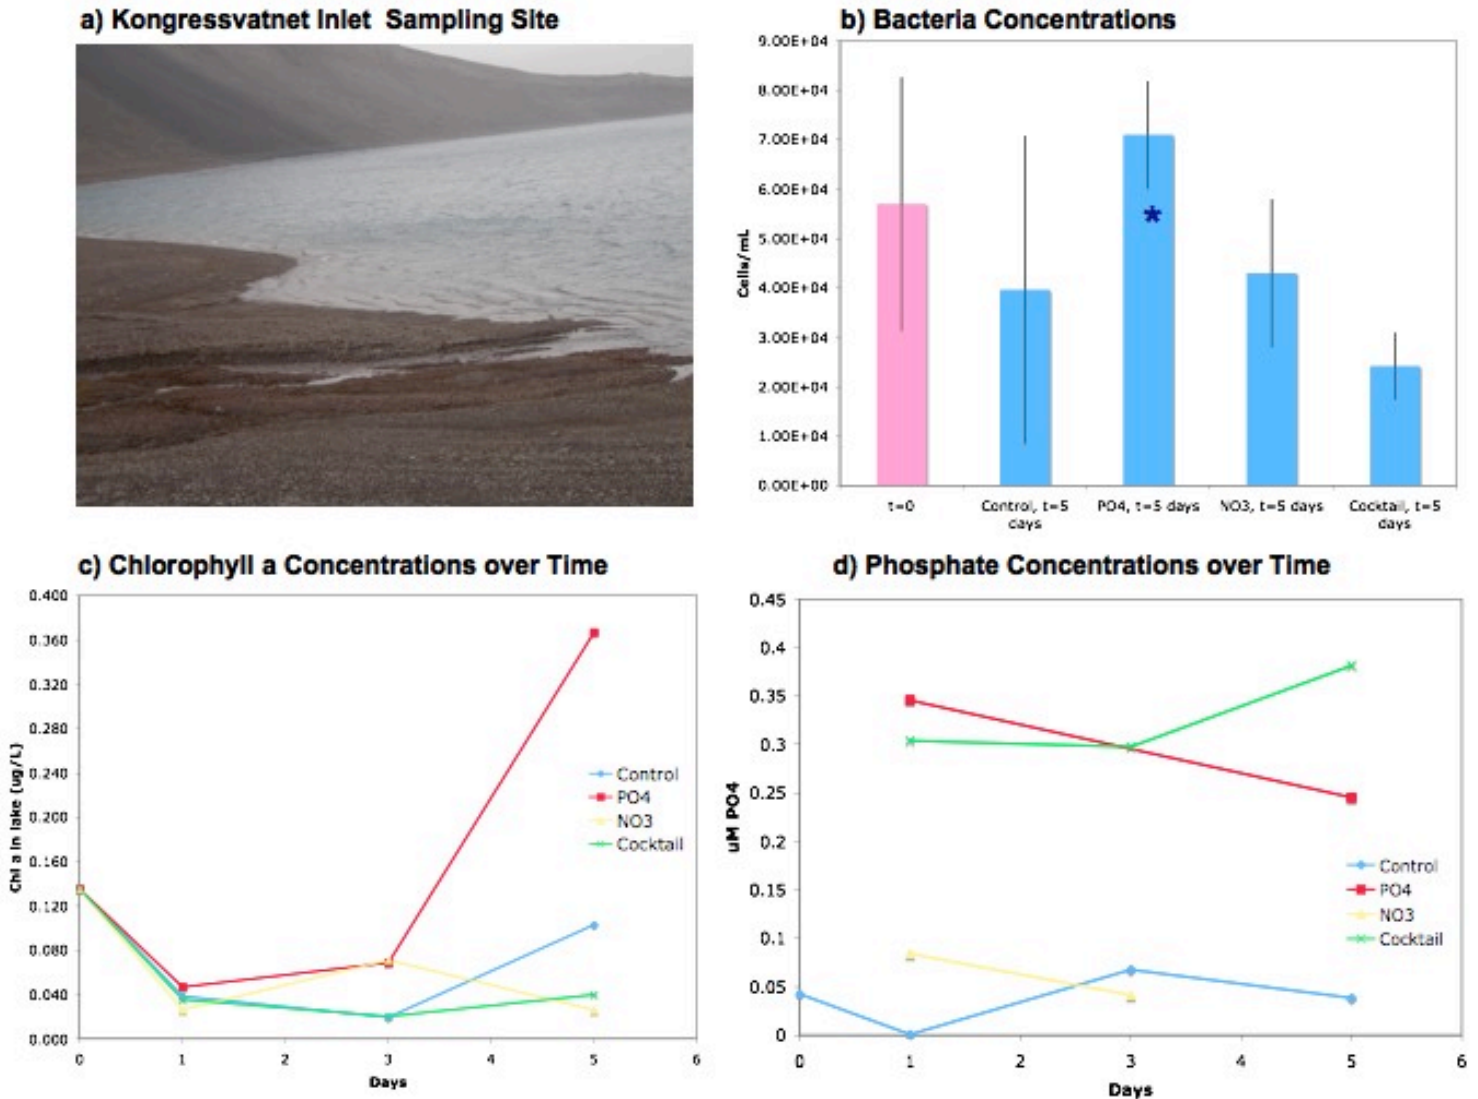 a) Kongressvatnet Inlet  Sampling Site
b) Bacteria Concentrations
9.00E+04
8.00E+04
7.00E+04
6.00E+04
5.00E+04
4.00E+04
3.00E+04
2.00E+04
1.00E+04
0.00E+00
Cells/mL
*
t=0
Control, t=5
days
PO4, t=5 days
NO3, t=5 days
Cocktail, t=5
days
c) Chlorophyll a Concentrations over Time
0.400
0.360
0.320
0.280
0.240
0.200
0.160
0.120
0.080
0.040
0.000
Chl a in lake (ug/L)
0 1 2 3 4 5 6
Days
Control
PO4
NO3
Cocktail
d) Phosphate Concentrations over Time
0.45
0.4
0.35
0.3
0.25
0.2
0.15
0.1
0.05
0
uM PO4
0 1 2 3 4 5 6
Days
Control
PO4
NO3
Cocktail